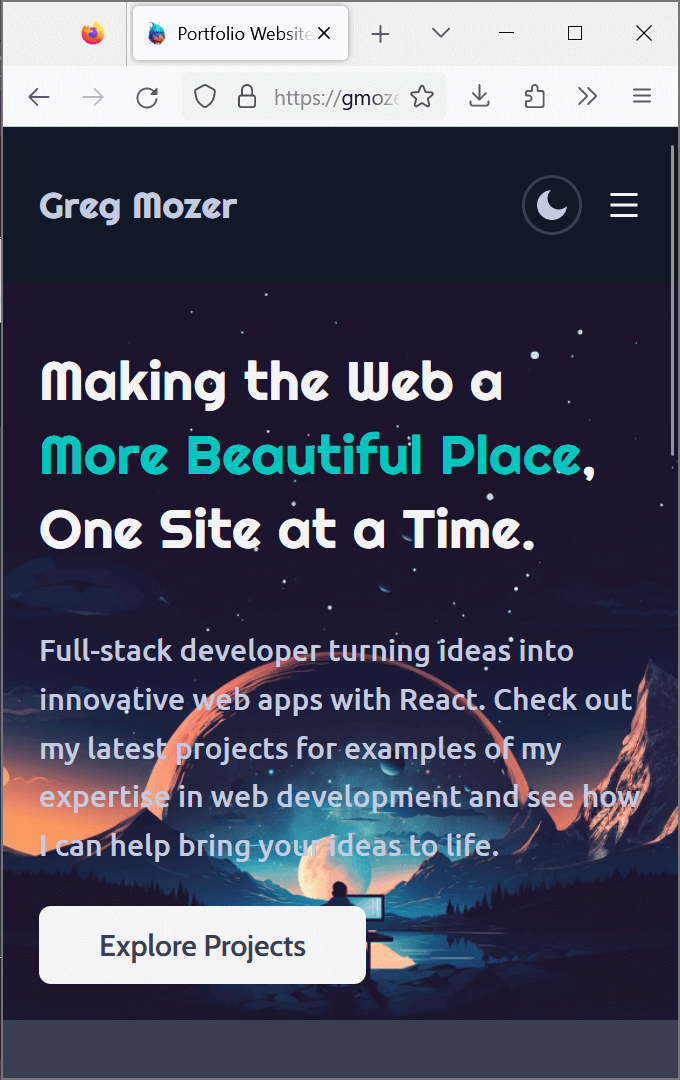 Portfolio Website
https://gmoze
Greg Mozer
Making the Web a
More Beautiful Place,
One Site at a Time.
Full-stack developer turning ideas into
innovative web apps with React. Check out
my latest projects for examples of my
expertise in web development and see how
I can help bring your ideas to life.
Explore Projects